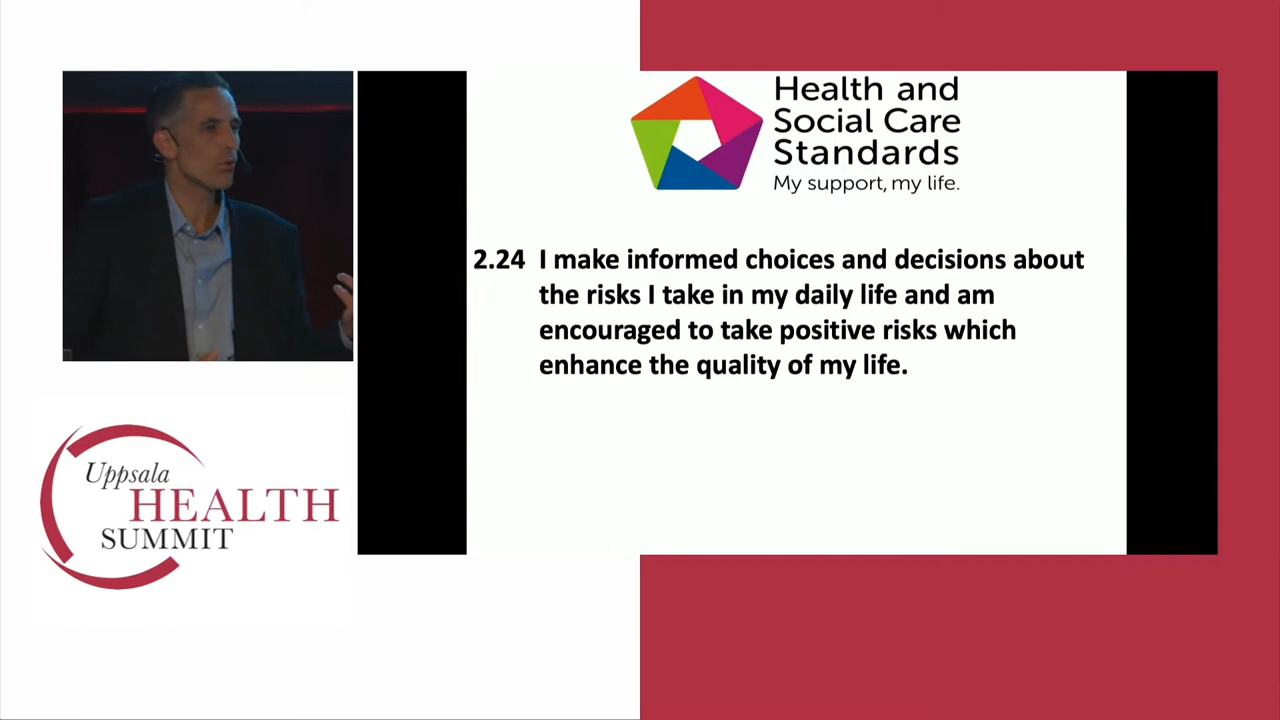 Health and
Social Care
Standards
My support, my life.
2.24 I make informed choices and decisions about
the risks I take in my daily life and am
encouraged to take positive risks which
enhance the quality of my life.
Uppsala
HEALTH
SUMMIT